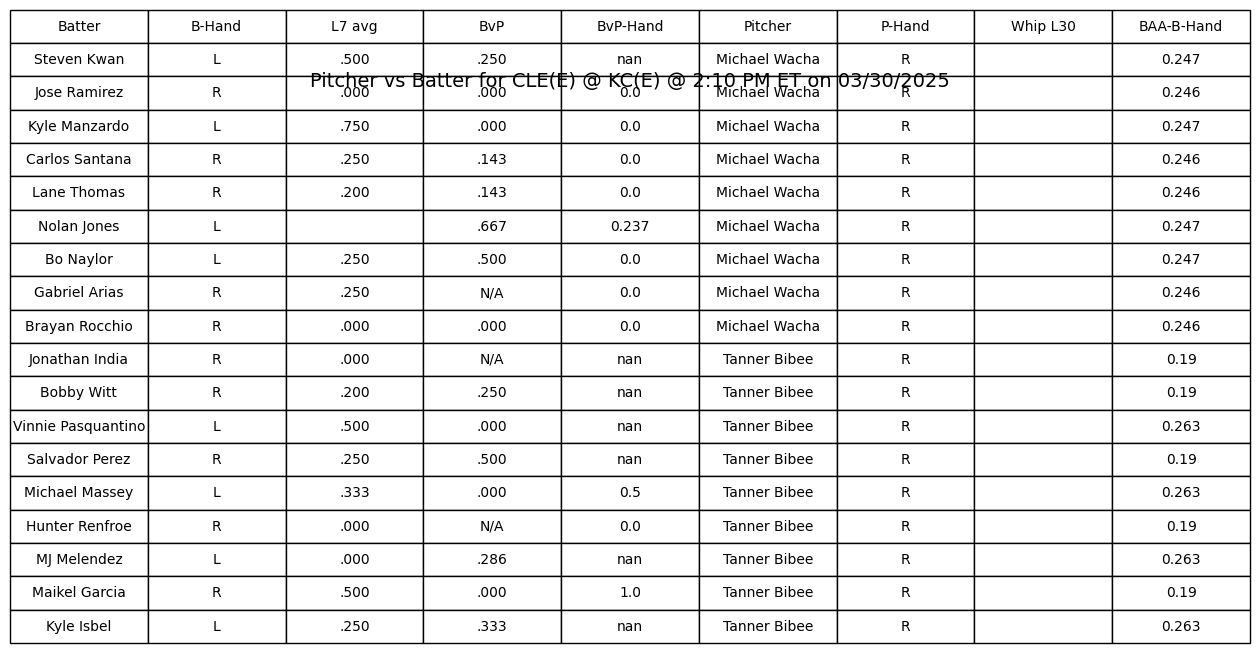 Batter B-Hand L7 avg BvP BvP-Hand Pitcher P-Hand Whip L30 BAA-B-Hand
Steven Kwan L .500 .250 nan Michael Wacha R 0.247
Pitcher vs Batter for CLE(E) @ KC(E) @ 2:10 PM ET on 03/30/2025
Jose Ramirez R .000 .000 0.0 Michael Wacha R 0.246
Kyle Manzardo L .750 .000 0.0 Michael Wacha R 0.247
Carlos Santana R .250 .143 0.0 Michael Wacha R 0.246
Lane Thomas R .200 .143 0.0 Michael Wacha R 0.246
Nolan Jones L .667 0.237 Michael Wacha R 0.247
Bo Naylor L .250 .500 0.0 Michael Wacha R 0.247
Gabriel Arias R .250 N/A 0.0 Michael Wacha R 0.246
Brayan Rocchio R .000 .000 0.0 Michael Wacha R 0.246
Jonathan India R .000 N/A nan Tanner Bibee R 0.19
Bobby Witt R .200 .250 nan Tanner Bibee R 0.19
Vinnie Pasquantino L .500 .000 nan Tanner Bibee R 0.263
Salvador Perez R .250 .500 nan Tanner Bibee R 0.19
Michael Massey L .333 .000 0.5 Tanner Bibee R 0.263
Hunter Renfroe R .000 N/A 0.0 Tanner Bibee R 0.19
MJ Melendez L .000 .286 nan Tanner Bibee R 0.263
Maikel Garcia R .500 .000 1.0 Tanner Bibee R 0.19
Kyle Isbel L .250 .333 nan Tanner Bibee R 0.263